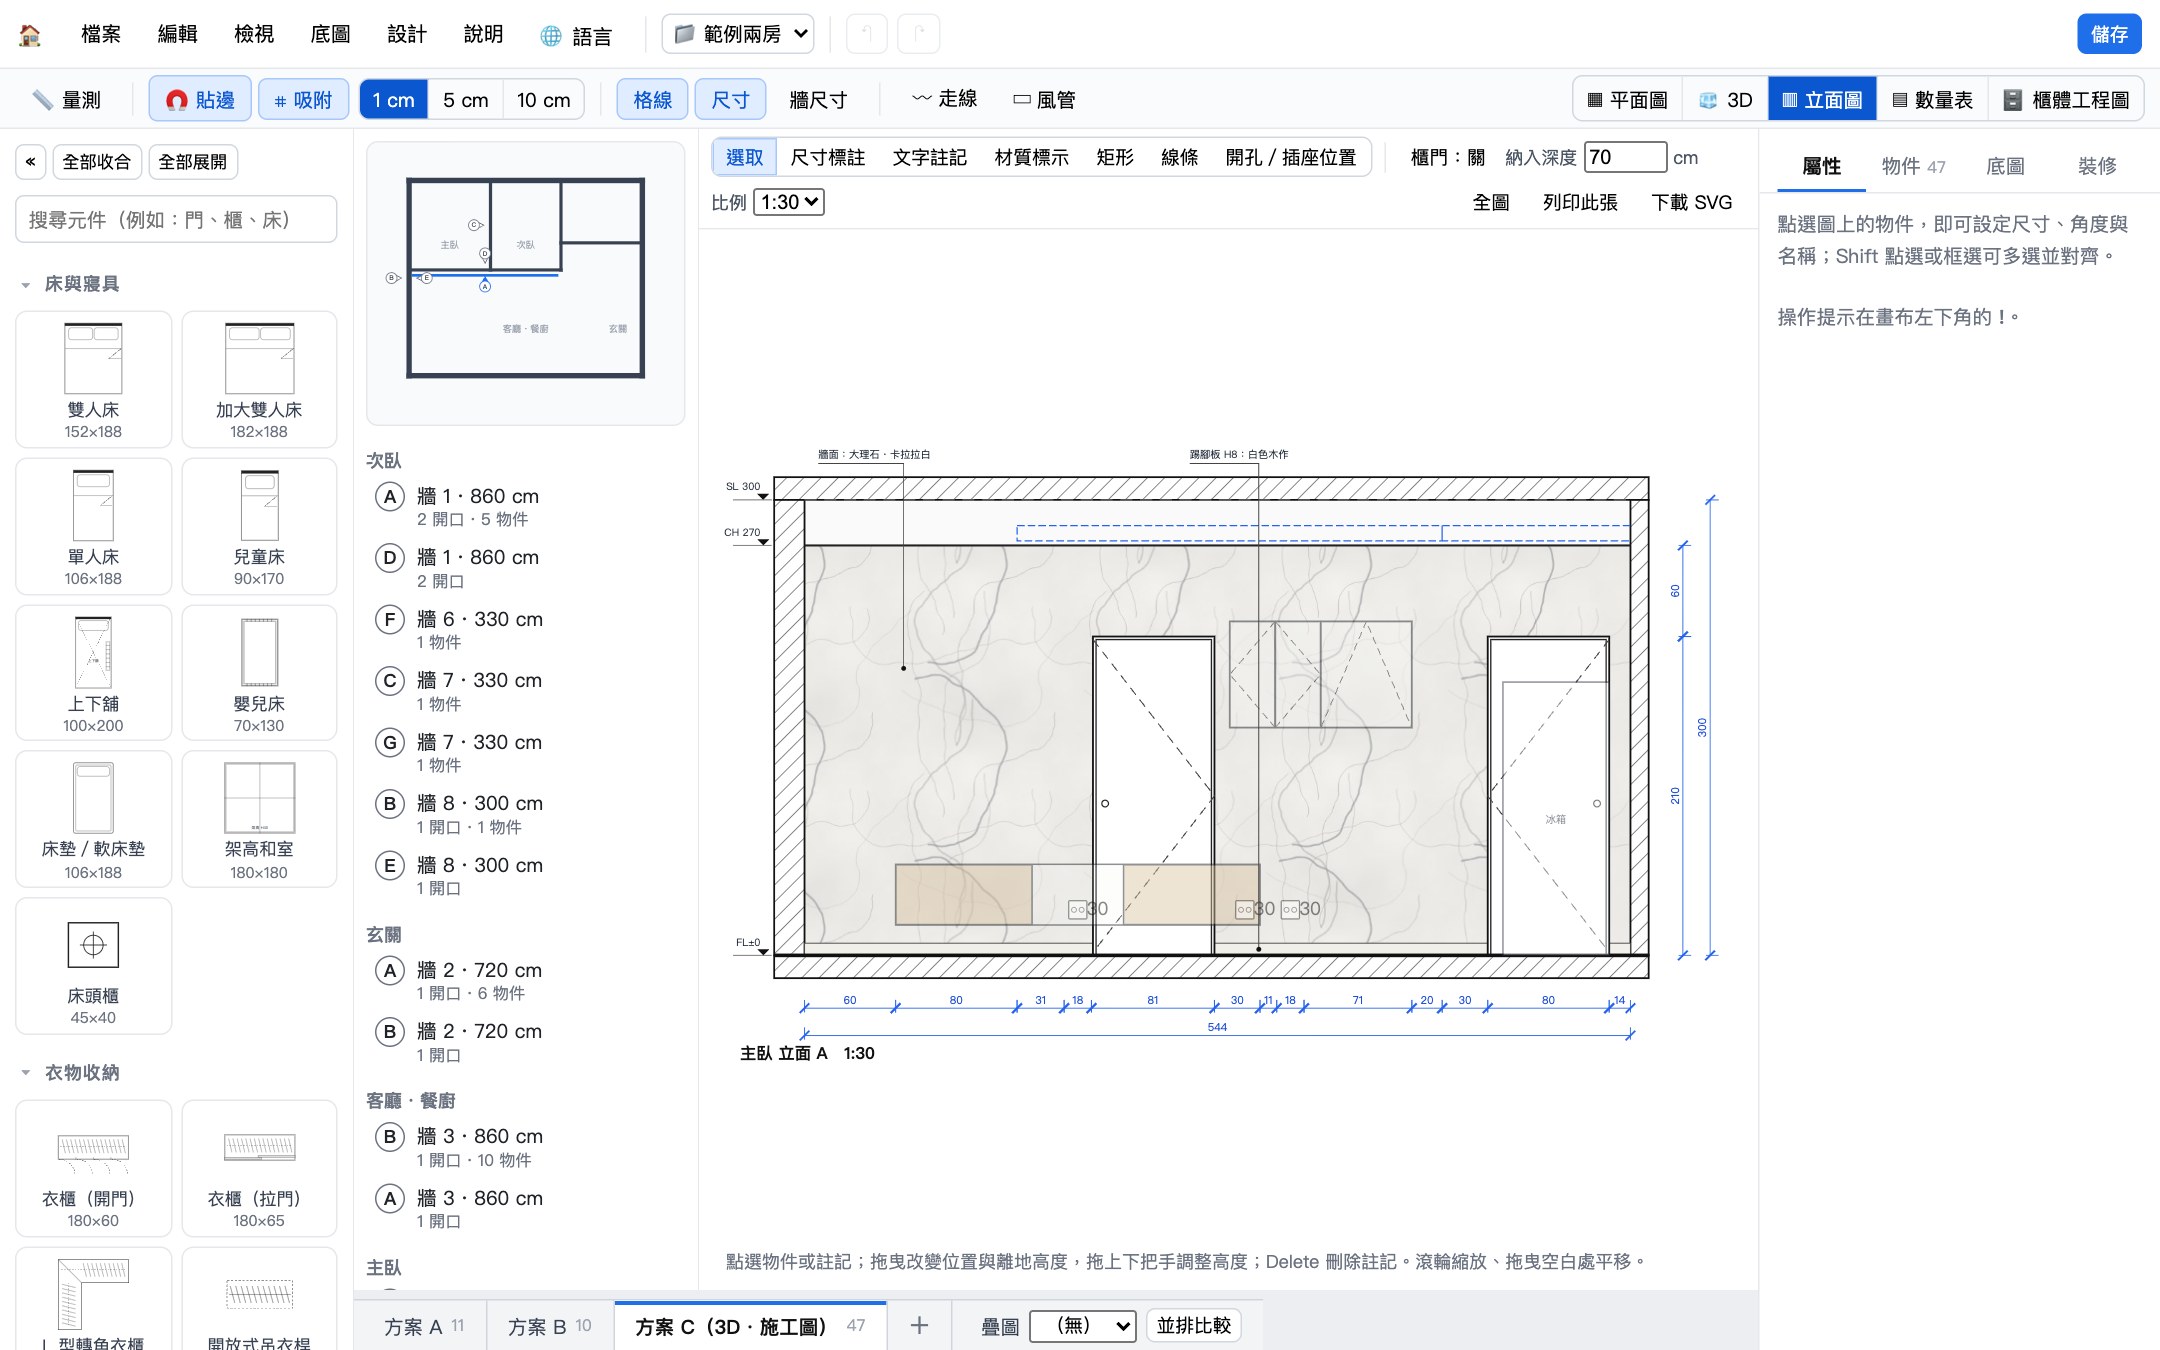 檔案 編輯 檢視 底圖 設計 說明 語言 範例兩房 儲存
量測 貼邊 吸附 1 cm 5 cm 10 cm 格線 尺寸 牆尺寸 走線 風管 平面圖 3D 立面圖 數量表 櫃體工程圖
« 全部收合 全部展開
搜尋元件（例如：門、櫃、床）
床與寢具
雙人床 加大雙人床
152×188 182×188
單人床 兒童床
106×188 90×170
上下舖 嬰兒床
100×200 70×130
床墊 / 軟床墊 架高和室
106×188 180×180
床頭櫃
45×40
衣物收納
衣櫃（開門） 衣櫃（拉門）
180×60 180×65
L 型轉角衣櫃 開放式吊衣桿
主臥 次臥
客廳・餐廚 玄關
C
D
B E
A
次臥
A 牆 1・860 cm
2 開口・5 物件
D 牆 1・860 cm
2 開口
F 牆 6・330 cm
1 物件
C 牆 7・330 cm
1 物件
G 牆 7・330 cm
1 物件
B 牆 8・300 cm
1 開口・1 物件
E 牆 8・300 cm
1 開口
玄關
A 牆 2・720 cm
1 開口・6 物件
B 牆 2・720 cm
1 開口
客廳・餐廚
B 牆 3・860 cm
1 開口・10 物件
A 牆 3・860 cm
1 開口
主臥
選取 尺寸標註 文字註記 材質標示 矩形 線條 開孔 / 插座位置 櫃門：關 納入深度 70 cm
比例 1:30 全圖 列印此張 下載 SVG
牆面：大理石・卡拉拉白 踢腳板 H8：白色木作
SL 300
CH 270
FL±0
60
300
210
冰箱
30 30 30
60 80 31 18 81 30 11 18 71 20 30 80 14
544
主臥 立面 A 1:30
點選物件或註記；拖曳改變位置與離地高度，拖上下把手調整高度；Delete 刪除註記。滾輪縮放、拖曳空白處平移。
方案 A 11 方案 B 10 方案 C（3D・施工圖） 47 + 疊圖 （無） 並排比較
屬性 物件 47 底圖 裝修
點選圖上的物件，即可設定尺寸、角度與
名稱；Shift 點選或框選可多選並對齊。
操作提示在畫布左下角的 !。